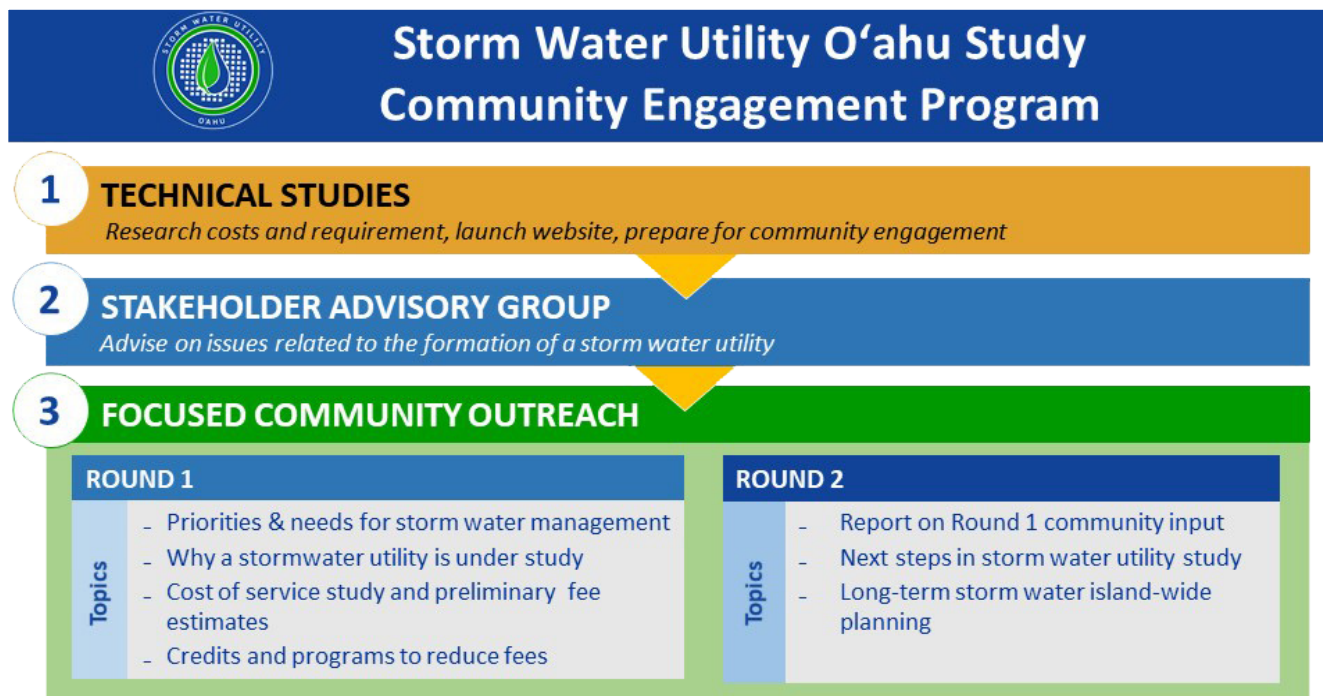 STORM WATER UTILITY
O'AHU
Storm Water Utility Oʻahu Study
Community Engagement Program
1
TECHNICAL STUDIES
Research costs and requirement, launch website, prepare for community engagement
2
STAKEHOLDER ADVISORY GROUP
Advise on issues related to the formation of a storm water utility
3
FOCUSED COMMUNITY OUTREACH
ROUND 1
Topics
- Priorities & needs for storm water management
- Why a stormwater utility is under study
- Cost of service study and preliminary fee
estimates
- Credits and programs to reduce fees
ROUND 2
Topics
- Report on Round 1 community input
- Next steps in storm water utility study
- Long-term storm water island-wide
planning